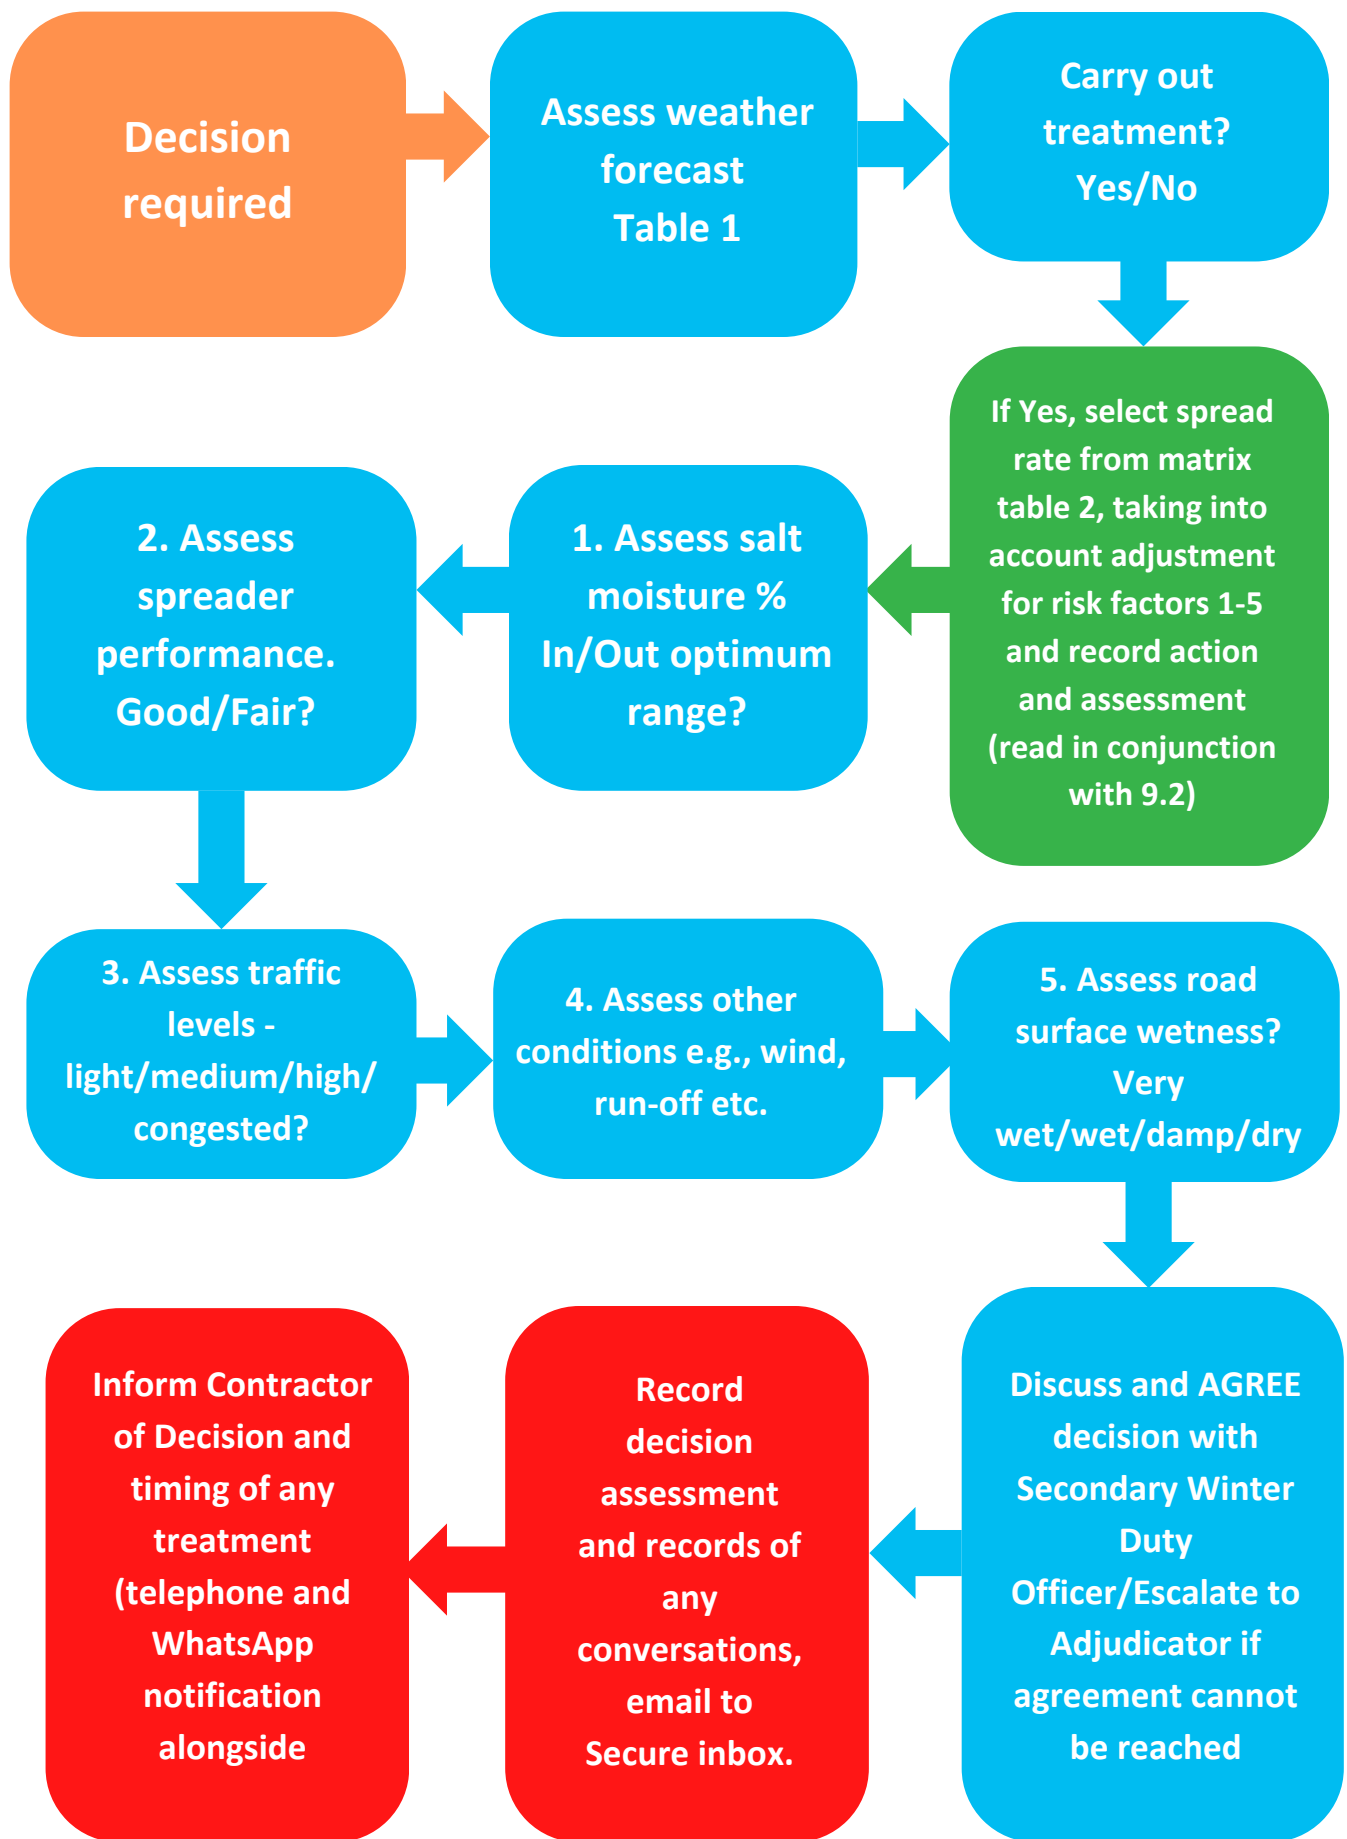 Decision
required
Assess weather
forecast
Table 1
Carry out
treatment?
Yes/No
If Yes, select spread
rate from matrix
table 2, taking into
account adjustment
for risk factors 1-5
and record action
and assessment
(read in conjunction
with 9.2)
1. Assess salt
moisture %
In/Out optimum
range?
2. Assess
spreader
performance.
Good/Fair?
3. Assess traffic
levels -
light/medium/high/
congested?
4. Assess other
conditions e.g., wind,
run-off etc.
5. Assess road
surface wetness?
Very
wet/wet/damp/dry
Discuss and AGREE
decision with
Secondary Winter
Duty
Officer/Escalate to
Adjudicator if
agreement cannot
be reached
Record
decision
assessment
and records of
any
conversations,
email to
Secure inbox.
Inform Contractor
of Decision and
timing of any
treatment
(telephone and
WhatsApp
notification
alongside